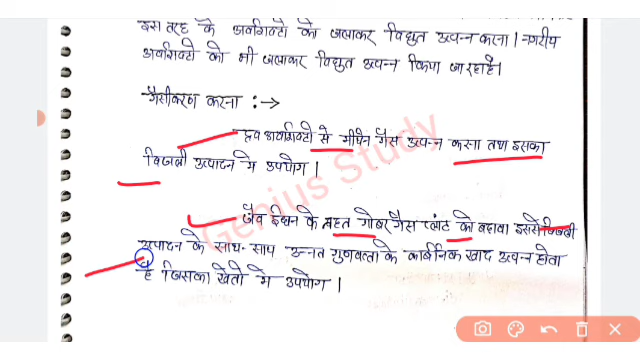 इस तरह के अवशिष्टो को जलाकर विद्युत उत्पन्न करना। नगरीय
अवशिष्टो को भी जलाकर विद्युत उत्पन्न किया जा रहा है।
गैसीकरण करना :→
द्रव अवशिष्टो से मीथेन गैस उत्पन्न करना तथा इसका
बिजली उत्पादन मे उपयोग।
जैव ईंधन के तहत गोबर गैस प्लांट को बढावा इससे बिजली
उत्पादन के साथ-साथ उन्नत गुणवत्ता के कार्बनिक खाद उत्पन्न होता
है जिसका खेतो मे उपयोग।
Genius Study